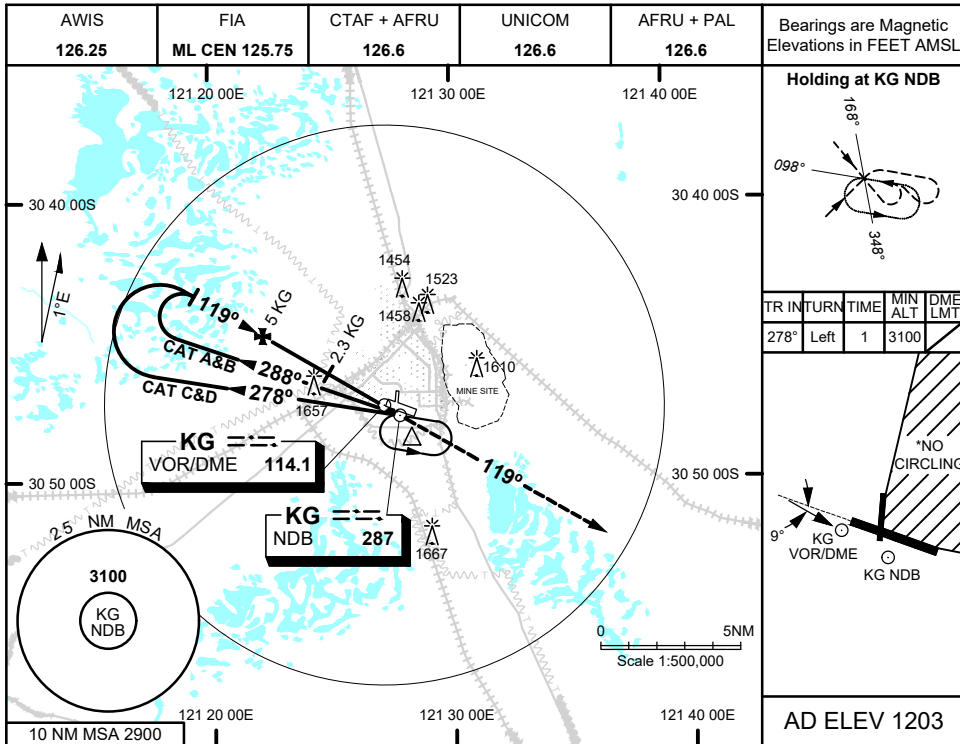 AWIS
126.25
FIA
ML CEN 125.75
CTAF + AFRU
126.6
UNICOM
126.6
AFRU + PAL
126.6
Bearings are Magnetic
Elevations in FEET AMSL
121 20 00E
121 30 00E
121 40 00E
30 40 00S
30 40 00S
1°E
1454
1523
1458
119°
5 KG
2.3 KG
CAT A&B
288°
CAT C&D
278°
1657
1610
MINE SITE
KG
VOR/DME 114.1
119°
30 50 00S
30 50 00S
KG
NDB 287
1667
25 NM MSA
3100
KG
NDB
0 5NM
Scale 1:500,000
121 20 00E
121 30 00E
121 40 00E
10 NM MSA 2900
Holding at KG NDB
168°
098°
348°
TR IN TURN TIME MIN ALT DME LMT
278° Left 1 3100
*NO
CIRCLING
9°
KG
VOR/DME
KG NDB
AD ELEV 1203